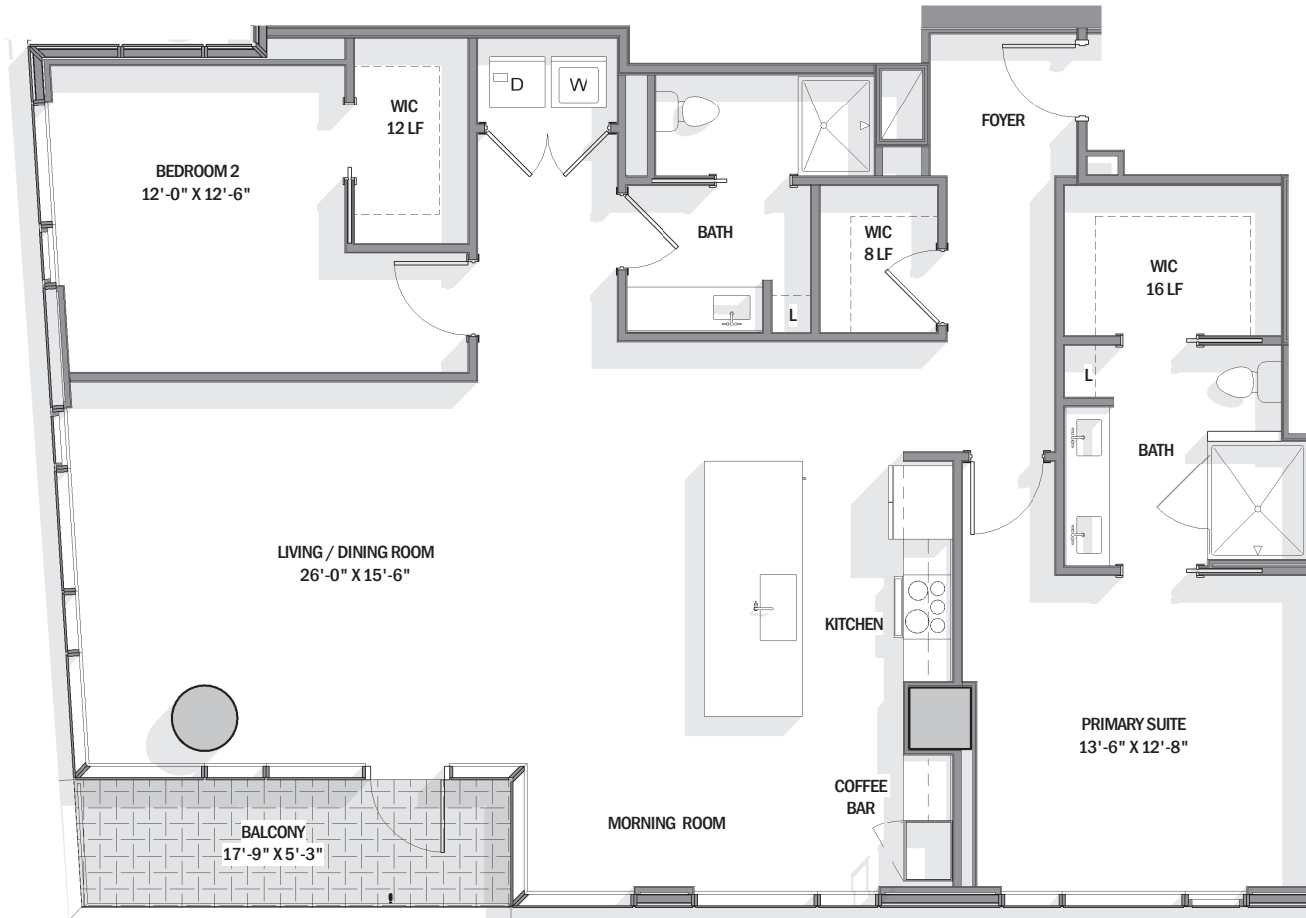 D
W
WIC
12 LF
FOYER
BEDROOM 2
12'-0" X 12'-6"
BATH
WIC
8 LF
WIC
16 LF
L
L
BATH
LIVING / DINING ROOM
26'-0" X 15'-6"
KITCHEN
PRIMARY SUITE
13'-6" X 12'-8"
COFFEE
BAR
MORNING ROOM
BALCONY
17'-9" X 5'-3"